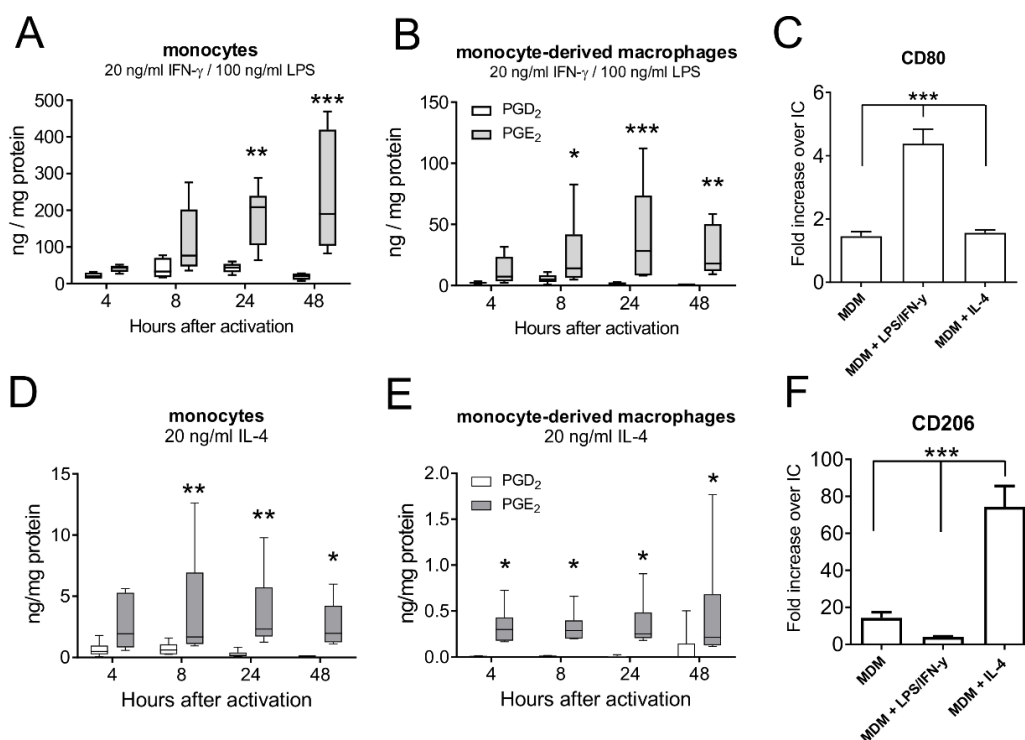 A
monocytes
20 ng/ml IFN-γ / 100 ng/ml LPS
ng / mg protein
500
400
300
200
100
0
**
***
4 8 24 48
Hours after activation
B
monocyte-derived macrophages
20 ng/ml IFN-γ / 100 ng/ml LPS
ng / mg protein
150
100
50
0
PGD₂
PGE₂
*
***
**
4 8 24 48
Hours after activation
C
CD80
Fold increase over IC
6
4
2
0
***
MDM
MDM + LPS/IFN-y
MDM + IL-4
D
monocytes
20 ng/ml IL-4
ng/mg protein
15
10
5
0
**
**
*
4 8 24 48
Hours after activation
E
monocyte-derived macrophages
20 ng/ml IL-4
ng/mg protein
2.0
1.5
1.0
0.5
0.0
PGD₂
PGE₂
*
*
*
*
4 8 24 48
Hours after activation
F
CD206
Fold increase over IC
100
80
60
40
20
0
***
MDM
MDM + LPS/IFN-y
MDM + IL-4